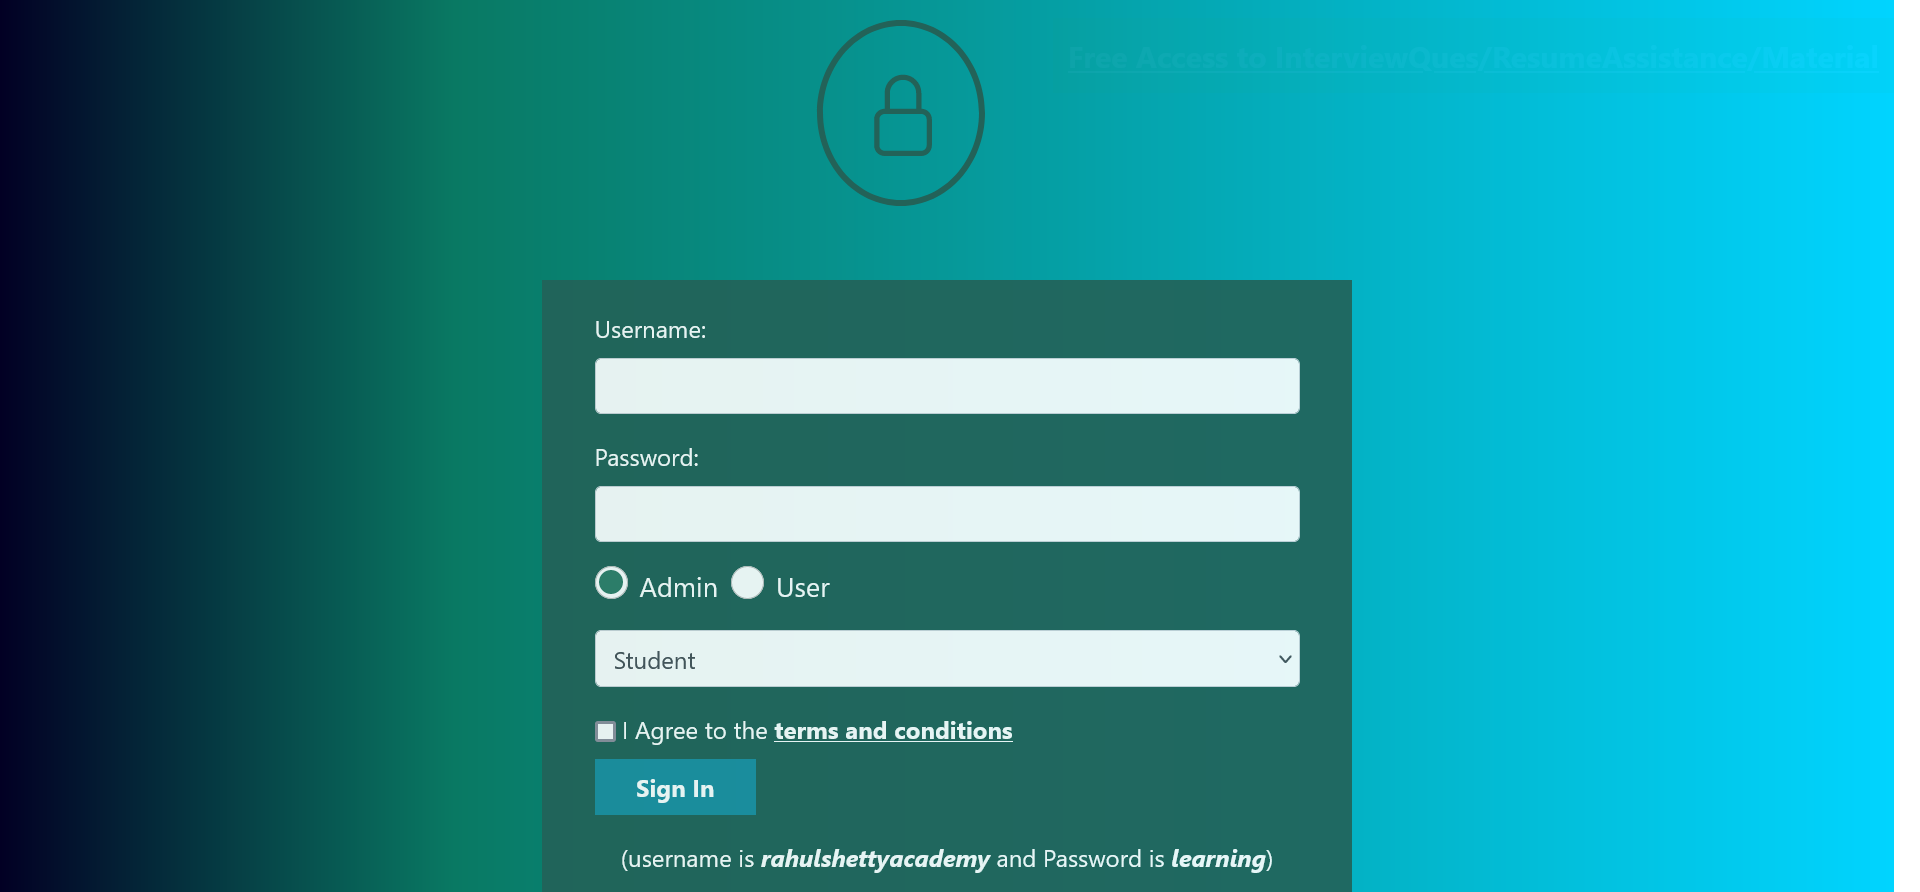 Free Access to InterviewQues/ResumeAssistance/Material
Username:
Password:
Admin User
Student
I Agree to the terms and conditions
Sign In
(username is rahulshettyacademy and Password is learning)